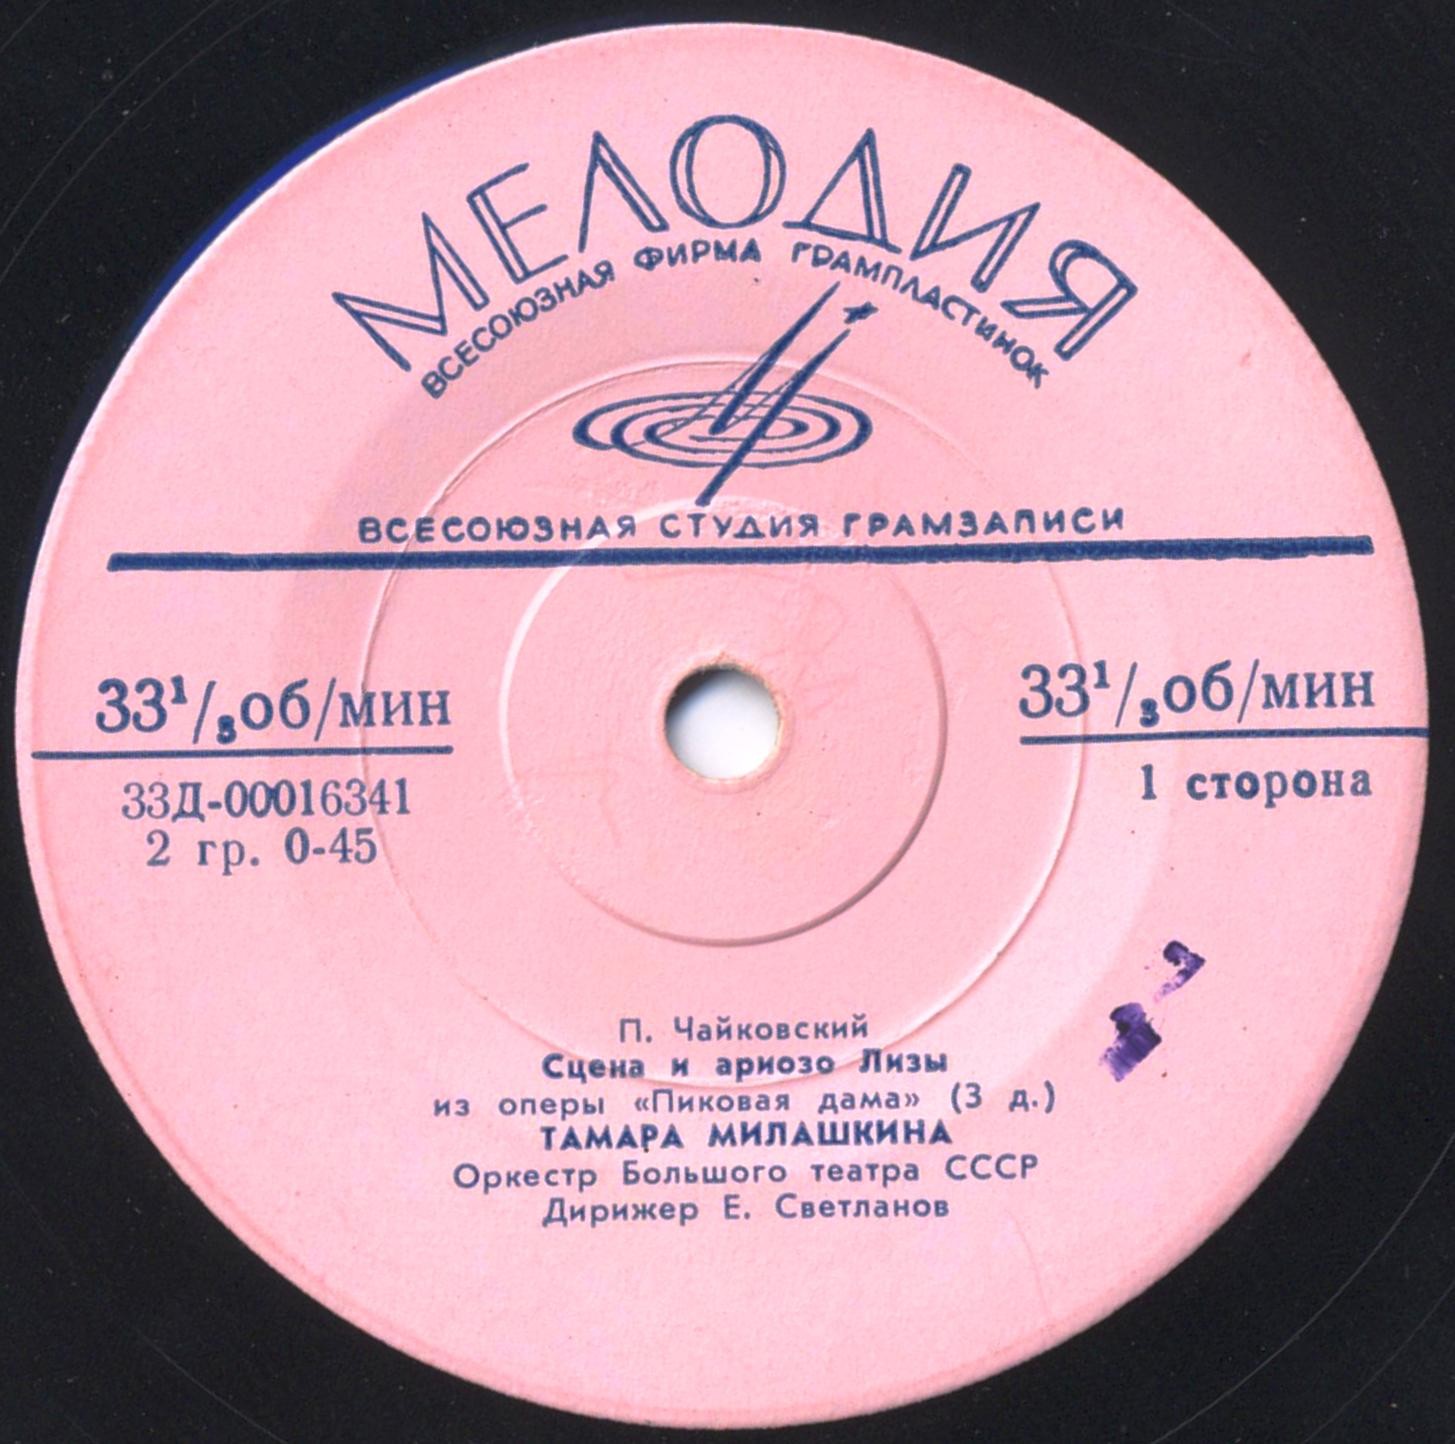 МЕЛОДИЯ
ВСЕСОЮЗНАЯ ФИРМА ГРАМПЛАСТИНОК
ВСЕСОЮЗНАЯ СТУДИЯ ГРАМЗАПИСИ
33¹/₃об/мин
33¹/₃об/мин
33Д-00016341
2 гр. 0-45
1 сторона
П. Чайковский
Сцена и ариозо Лизы
из оперы «Пиковая дама» (3 д.)
ТАМАРА МИЛАШКИНА
Оркестр Большого театра СССР
Дирижер Е. Светланов